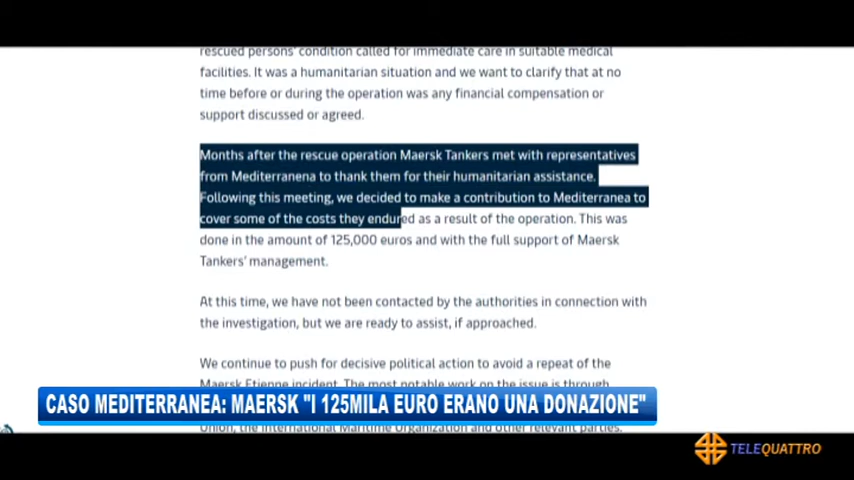 rescued persons' condition called for immediate care in suitable medical
facilities. It was a humanitarian situation and we want to clarify that at no
time before or during the operation was any financial compensation or
support discussed or agreed.
Months after the rescue operation Maersk Tankers met with representatives
from Mediterranena to thank them for their humanitarian assistance.
Following this meeting, we decided to make a contribution to Mediterranea to
cover some of the costs they endured as a result of the operation. This was
done in the amount of 125,000 euros and with the full support of Maersk
Tankers' management.
At this time, we have not been contacted by the authorities in connection with
the investigation, but we are ready to assist, if approached.
We continue to push for decisive political action to avoid a repeat of the
Maersk Etienne incident. The most notable work on the issue is through
CASO MEDITERRANEA: MAERSK "I 125MILA EURO ERANO UNA DONAZIONE"
Union, the International Maritime Organization and other relevant parties.
TELEQUATTRO